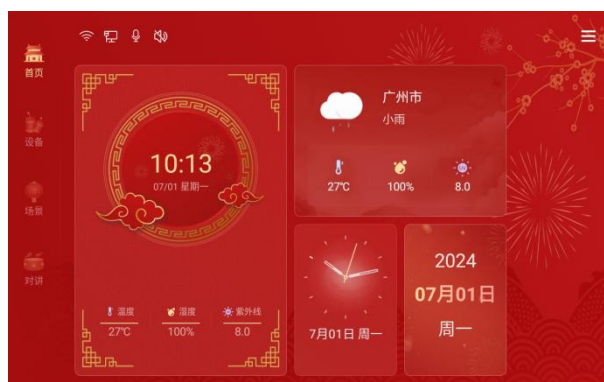 首页
设备
场景
对讲
10:13
07/01 星期一
温度
湿度
紫外线
27℃
100%
8.0
广州市
小雨
27℃
100%
8.0
7月01日 周一
2024
07月01日
周一